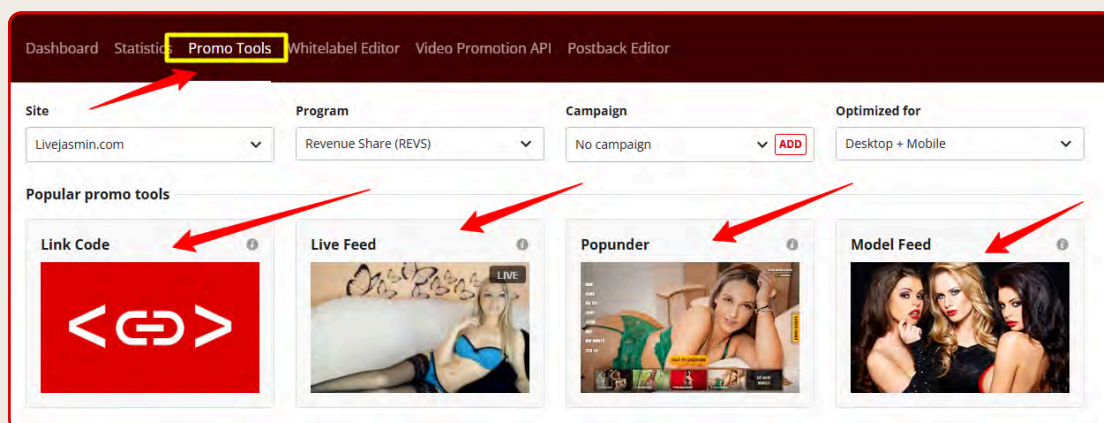 Dashboard Statistics Promo Tools Whitelabel Editor Video Promotion API Postback Editor
Site Program Campaign Optimized for
Livejasmin.com Revenue Share (REVS) No campaign ADD Desktop + Mobile
Popular promo tools
Link Code Live Feed Popunder Model Feed
LIVE